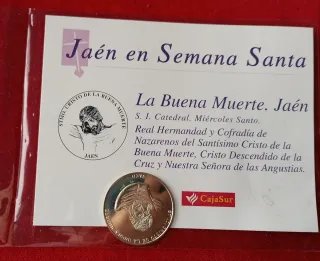 Jaén en Semana Santa
STMO. CRISTO DE LA BUENA MUERTE
JAEN
La Buena Muerte. Jaén
S. I. Catedral. Miércoles Santo.
Real Hermandad y Cofradía de
Nazarenos del Santísimo Cristo de la
Buena Muerte, Cristo Descendido de la
Cruz y Nuestra Señora de las Angustias.
CajaSur
JAEN